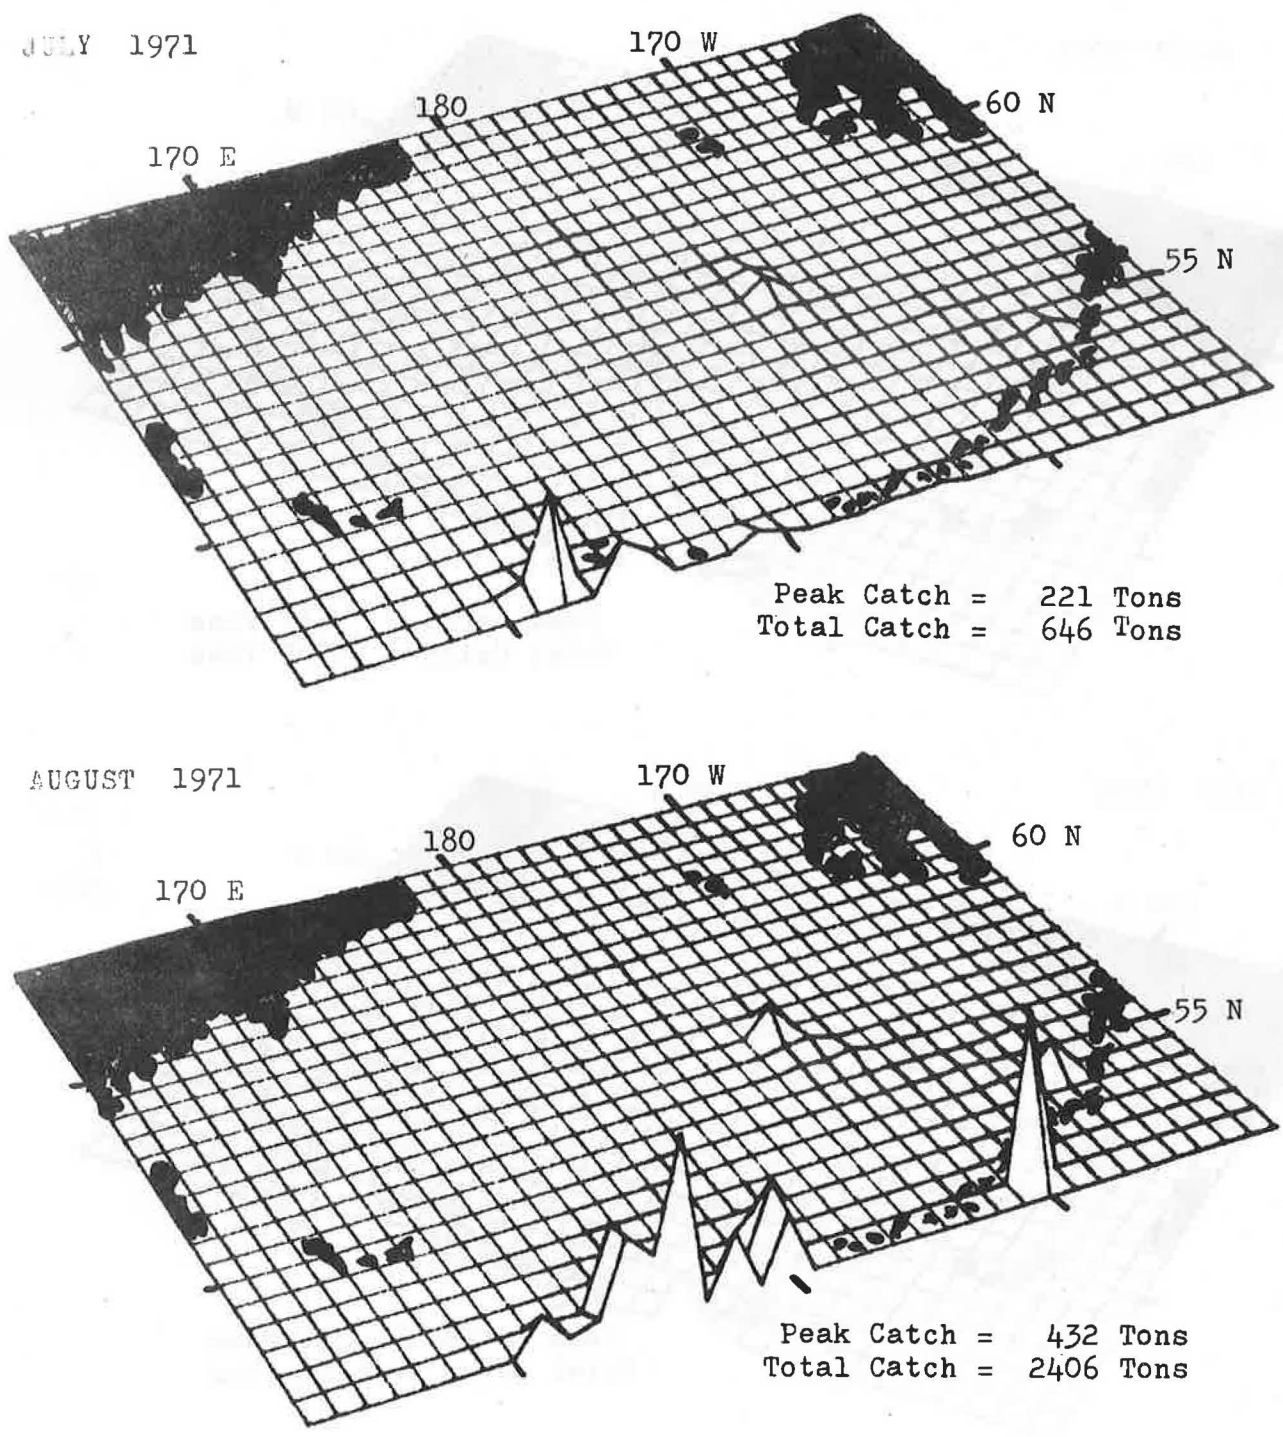 JULY 1971
170 W
180
60 N
170 E
55 N
Peak Catch = 221 Tons
Total Catch = 646 Tons
AUGUST 1971
170 W
180
60 N
170 E
55 N
Peak Catch = 432 Tons
Total Catch = 2406 Tons